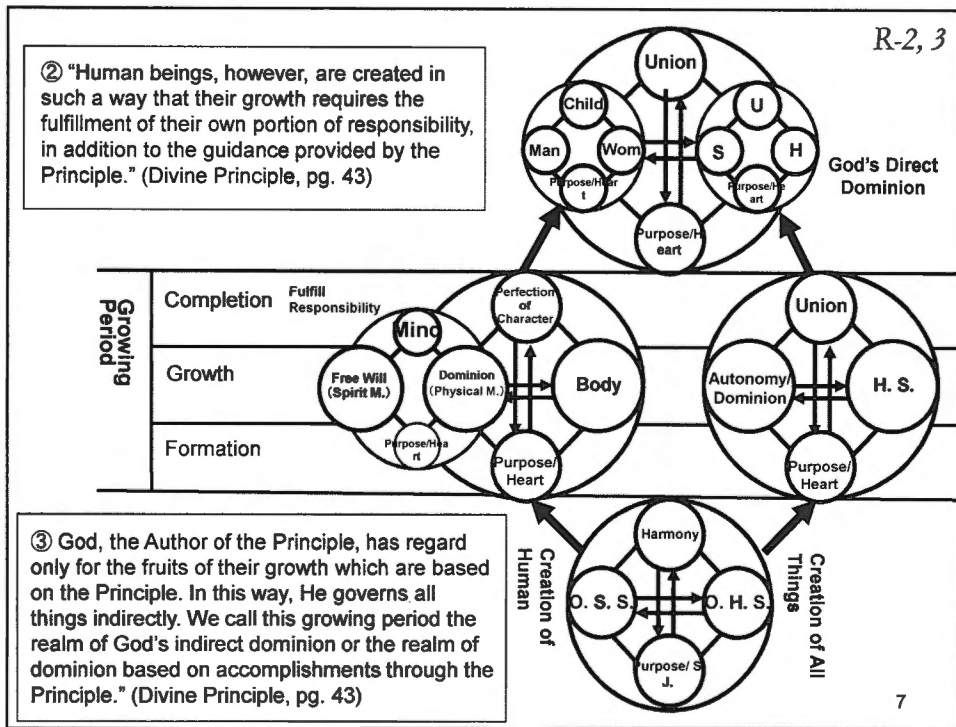 R-2, 3
② "Human beings, however, are created in
such a way that their growth requires the
fulfillment of their own portion of responsibility,
in addition to the guidance provided by the
Principle." (Divine Principle, pg. 43)
Union
Child
Man
Wom
Purpose/Hear
t
U
S
H
Purpose/He
art
Purpose/H
eart
God's Direct
Dominion
Growing
Period
Completion
Fulfill
Responsibility
Growth
Formation
Mind
Free Will
(Spirit M.)
Dominion
(Physical M.)
Purpose/Hea
rt
Perfection
of
Character
Body
Purpose/
Heart
Union
Autonomy/
Dominion
H. S.
Purpose/
Heart
③ God, the Author of the Principle, has regard
only for the fruits of their growth which are based
on the Principle. In this way, He governs all
things indirectly. We call this growing period the
realm of God's indirect dominion or the realm of
dominion based on accomplishments through the
Principle." (Divine Principle, pg. 43)
Creation of
Human
Harmony
O. S. S.
O. H. S.
Purpose/ S.
J.
Creation of All
Things
7